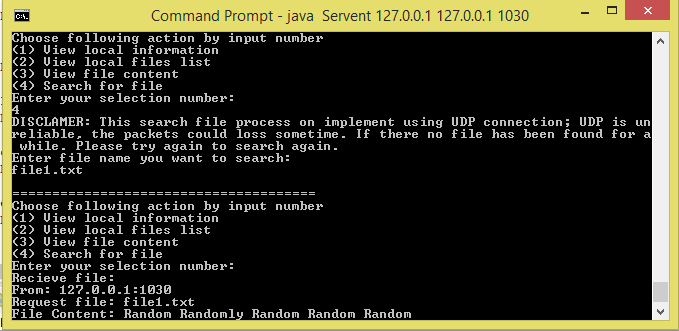 Command Prompt - java  Servent 127.0.0.1 127.0.0.1 1030
Choose following action by input number
(1) View local information
(2) View local files list
(3) View file content
(4) Search for file
Enter your selection number:
4
DISCLAMER: This search file process on implement using UDP connection; UDP is un
reliable, the packets could loss sometime. If there no file has been found for a
 while. Please try again to search again.
Enter file name you want to search:
file1.txt
======================================
Choose following action by input number
(1) View local information
(2) View local files list
(3) View file content
(4) Search for file
Enter your selection number:
Recieve file:
From: 127.0.0.1:1030
Request file: file1.txt
File Content: Random Randomly Random Random Random